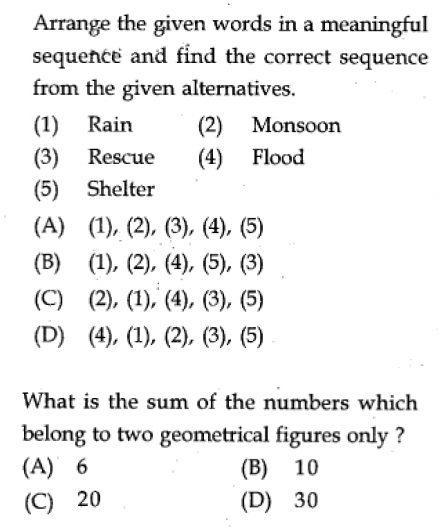 Arrange the given words in a meaningful
sequence and find the correct sequence
from the given alternatives.
(1) Rain (2) Monsoon
(3) Rescue (4) Flood
(5) Shelter
(A) (1), (2), (3), (4), (5)
(B) (1), (2), (4), (5), (3)
(C) (2), (1), (4), (3), (5)
(D) (4), (1), (2), (3), (5)
What is the sum of the numbers which
belong to two geometrical figures only ?
(A) 6 (B) 10
(C) 20 (D) 30